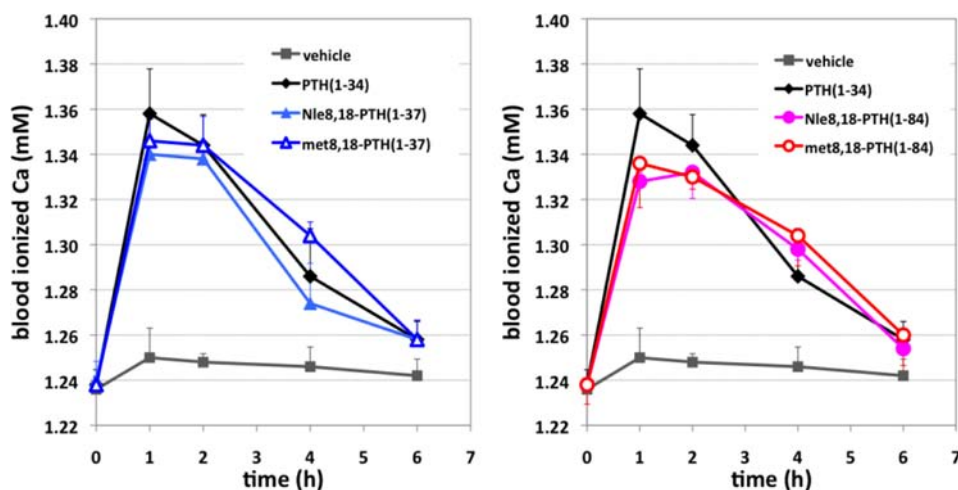 1.40
1.38
1.36
1.34
1.32
1.30
1.28
1.26
1.24
1.22
blood ionized Ca (mM)
vehicle
PTH(1-34)
Nle8,18-PTH(1-37)
met8,18-PTH(1-37)
0 1 2 3 4 5 6 7
time (h)
1.40
1.38
1.36
1.34
1.32
1.30
1.28
1.26
1.24
1.22
blood ionized Ca (mM)
vehicle
PTH(1-34)
Nle8,18-PTH(1-84)
met8,18-PTH(1-84)
0 1 2 3 4 5 6 7
time (h)